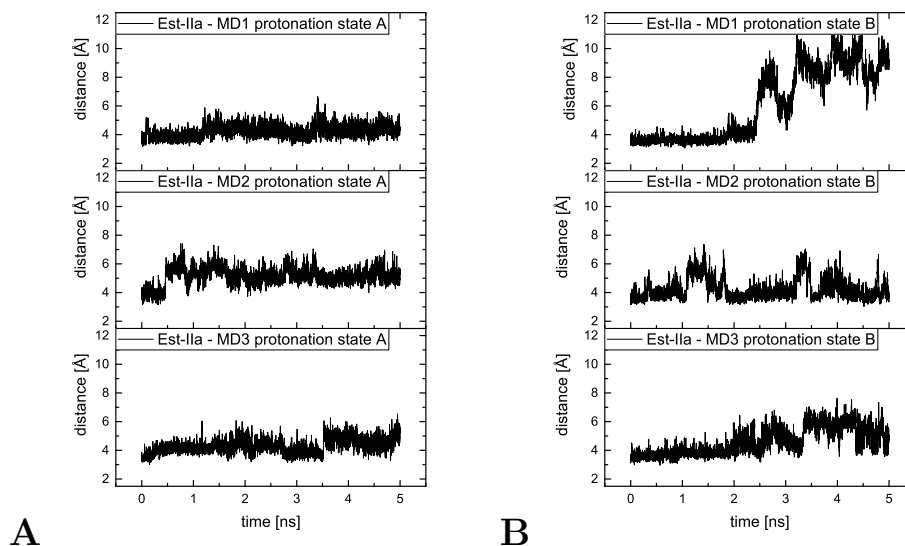 Est-IIa - MD1 protonation state A
12
10
8
6
4
2
distance [Å]
Est-IIa - MD2 protonation state A
12
10
8
6
4
2
distance [Å]
Est-IIa - MD3 protonation state A
12
10
8
6
4
2
distance [Å]
0 1 2 3 4 5
time [ns]
A
Est-IIa - MD1 protonation state B
12
10
8
6
4
2
distance [Å]
Est-IIa - MD2 protonation state B
12
10
8
6
4
2
distance [Å]
Est-IIa - MD3 protonation state B
12
10
8
6
4
2
distance [Å]
0 1 2 3 4 5
time [ns]
B